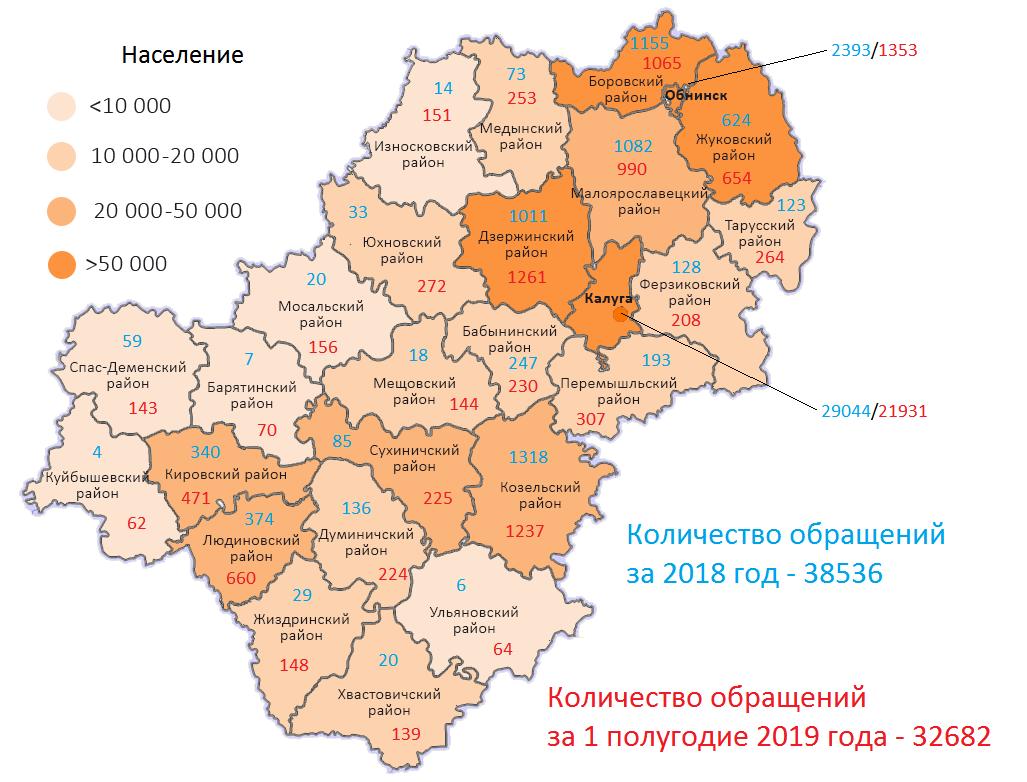 Население
<10 000
10 000-20 000
20 000-50 000
>50 000
1155
1065
Боровский
район
2393/1353
Обнинск
624
Жуковский
район
654
73
253
Медынский
район
14
151
Износковский
район
1082
990
Малоярославецкий
район
123
Тарусский
район
264
33
Юхновский
район
272
1011
Дзержинский
район
1261
Калуга
128
Ферзиковский
район
208
20
Мосальский
район
156
Бабынинский
район
247
230
193
Перемышльский
район
307
29044/21931
59
Спас-Деменский
район
143
7
Барятинский
район
70
18
Мещовский
район
144
4
Куйбышевский
район
62
340
Кировский район
471
85
Сухиничский
район
225
1318
Козельский
район
1237
374
Людиновский
район
660
136
Думиничский
район
224
Количество обращений
за 2018 год - 38536
29
Жиздринский
район
148
6
Ульяновский
район
64
20
Хвастовичский
район
139
Количество обращений
за 1 полугодие 2019 года - 32682